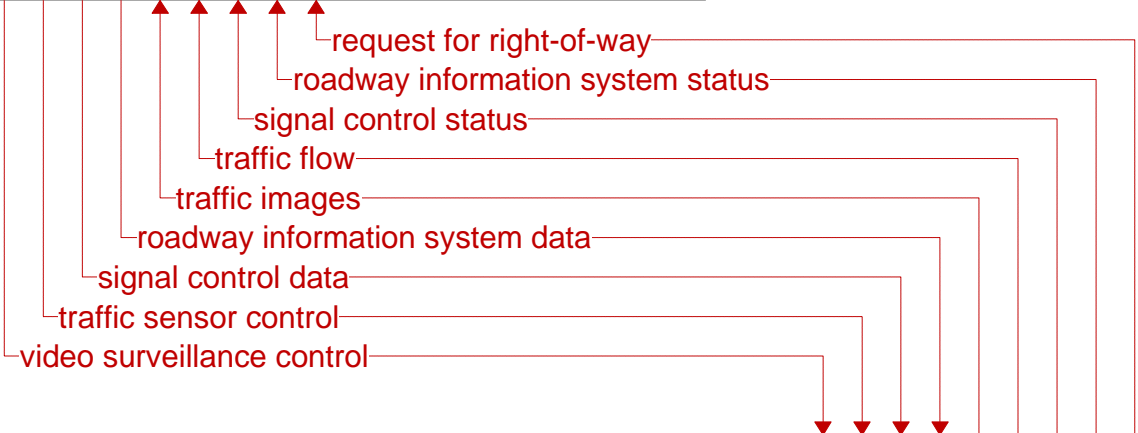 request for right-of-way
roadway information system status
signal control status
traffic flow
traffic images
roadway information system data
signal control data
traffic sensor control
video surveillance control